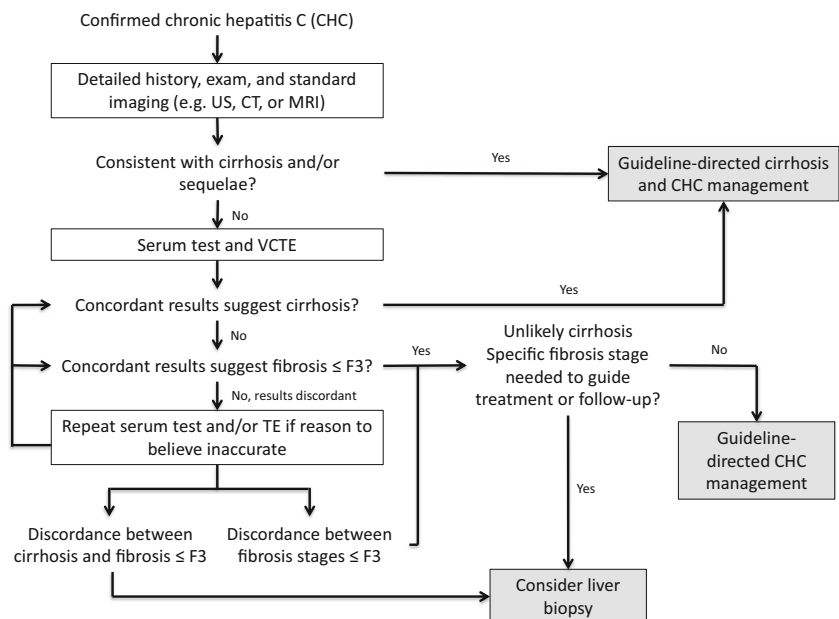 Confirmed chronic hepatitis C (CHC)
Detailed history, exam, and standard
imaging (e.g. US, CT, or MRI)
Consistent with cirrhosis and/or
sequelae?
Yes
Guideline-directed cirrhosis
and CHC management
No
Serum test and VCTE
Concordant results suggest cirrhosis?
Yes
No
Concordant results suggest fibrosis ≤ F3?
Yes
Unlikely cirrhosis
Specific fibrosis stage
needed to guide
treatment or follow-up?
No
Guideline-
directed CHC
management
No, results discordant
Repeat serum test and/or TE if reason to
believe inaccurate
Yes
Discordance between
cirrhosis and fibrosis ≤ F3
Discordance between
fibrosis stages ≤ F3
Consider liver
biopsy